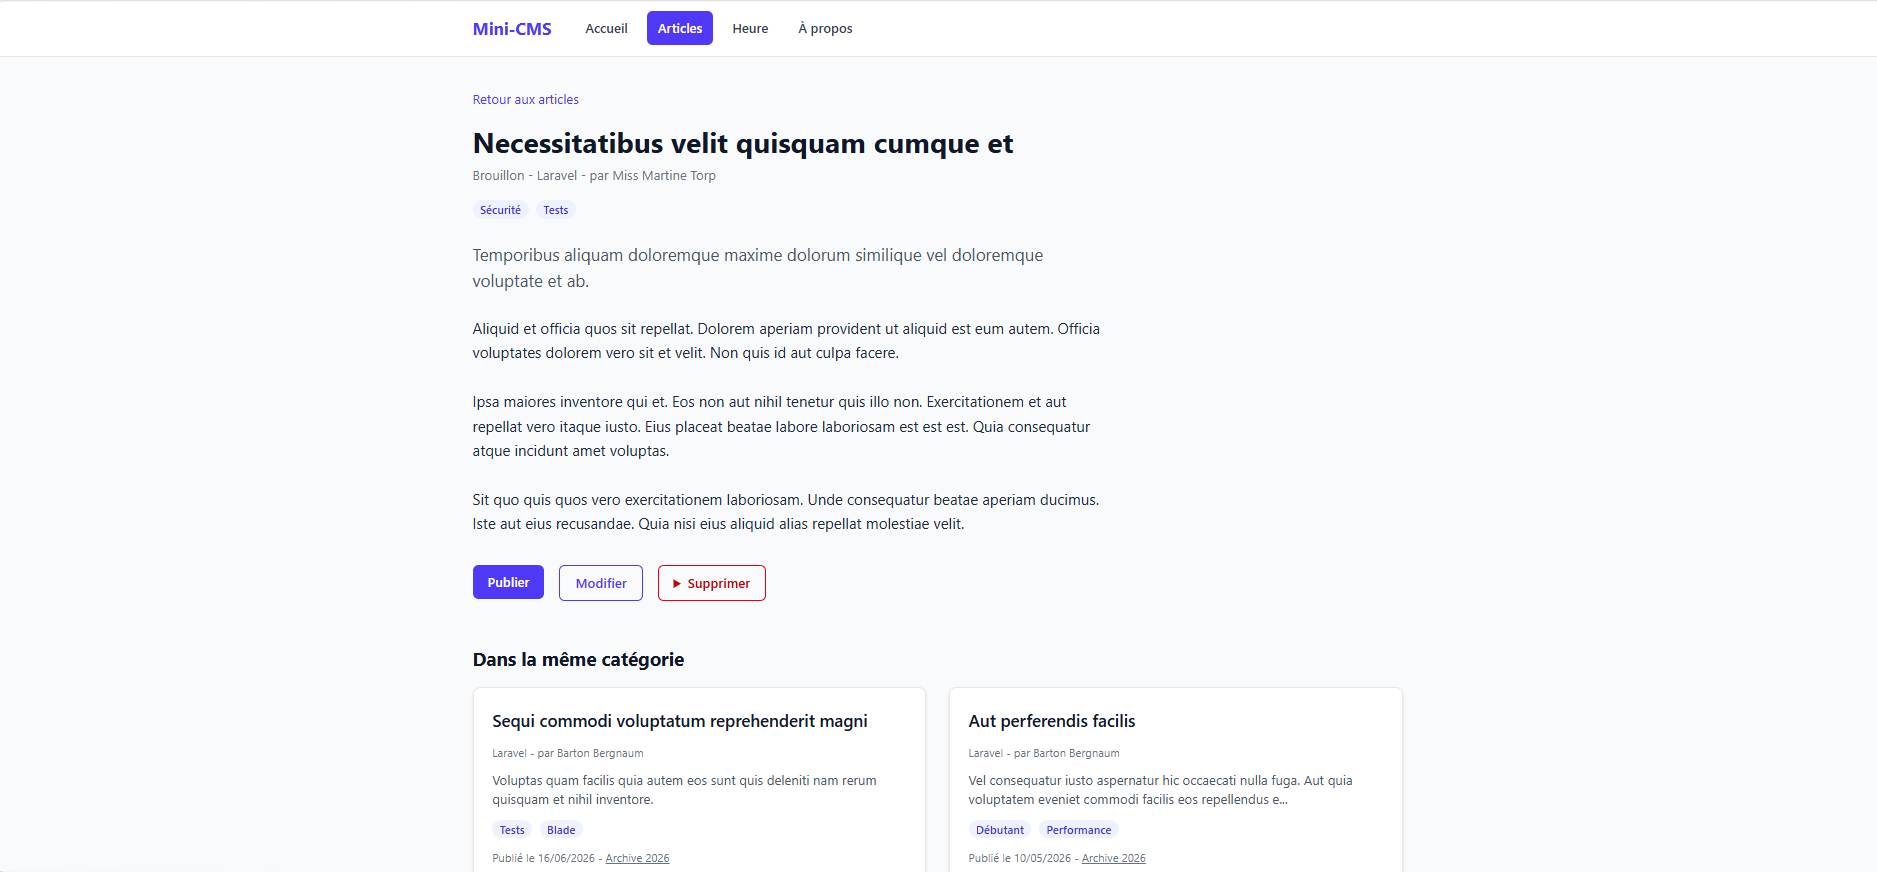 Mini-CMS Accueil Articles Heure À propos
Retour aux articles
Necessitatibus velit quisquam cumque et
Brouillon - Laravel - par Miss Martine Torp
Sécurité Tests
Temporibus aliquam doloremque maxime dolorum similique vel doloremque
voluptate et ab.
Aliquid et officia quos sit repellat. Dolorem aperiam provident ut aliquid est eum autem. Officia
voluptates dolorem vero sit et velit. Non quis id aut culpa facere.
Ipsa maiores inventore qui et. Eos non aut nihil tenetur quis illo non. Exercitationem et aut
repellat vero itaque iusto. Eius placeat beatae labore laboriosam est est est. Quia consequatur
atque incidunt amet voluptas.
Sit quo quis quos vero exercitationem laboriosam. Unde consequatur beatae aperiam ducimus.
Iste aut eius recusandae. Quia nisi eius aliquid alias repellat molestiae velit.
Publier Modifier ▶ Supprimer
Dans la même catégorie
Sequi commodi voluptatum reprehenderit magni
Laravel - par Barton Bergnaum
Voluptas quam facilis quia autem eos sunt quis deleniti nam rerum
quisquam et nihil inventore.
Tests Blade
Publié le 16/06/2026 - Archive 2026
Aut perferendis facilis
Laravel - par Barton Bergnaum
Vel consequatur iusto aspernatur hic occaecati nulla fuga. Aut quia
voluptatem eveniet commodi facilis eos repellendus e...
Débutant Performance
Publié le 10/05/2026 - Archive 2026